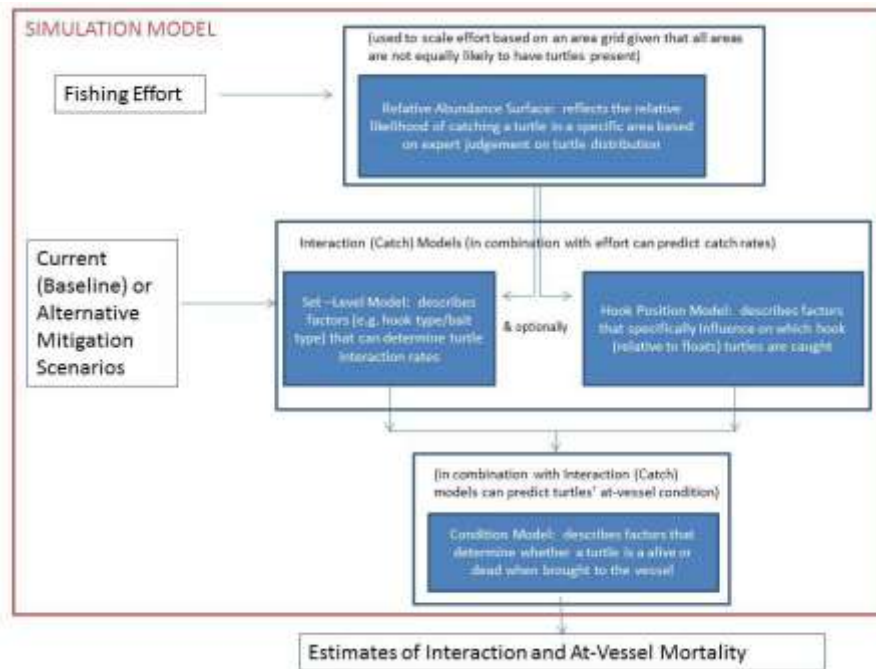 SIMULATION MODEL
(used to scale effort based on an area grid given that all areas
are not equally likely to have turtles present)
Fishing Effort
Relative Abundance Surface: reflects the relative
likelihood of catching a turtle in a specific area based
on expert judgement on turtle distribution
Interaction (Catch) Models (in combination with effort can predict catch rates)
Current
(Baseline) or
Alternative
Mitigation
Scenarios
Set –Level Model: describes
factors (e.g. hook type/bait
type) that can determine turtle
interaction rates
& optionally
Hook Position Model: describes factors
that specifically influence on which hook
(relative to floats) turtles are caught
(in combination with Interaction (Catch)
models can predict turtles' at-vessel condition)
Condition Model: describes factors that
determine whether a turtle is a alive or
dead when brought to the vessel
Estimates of Interaction and At-Vessel Mortality